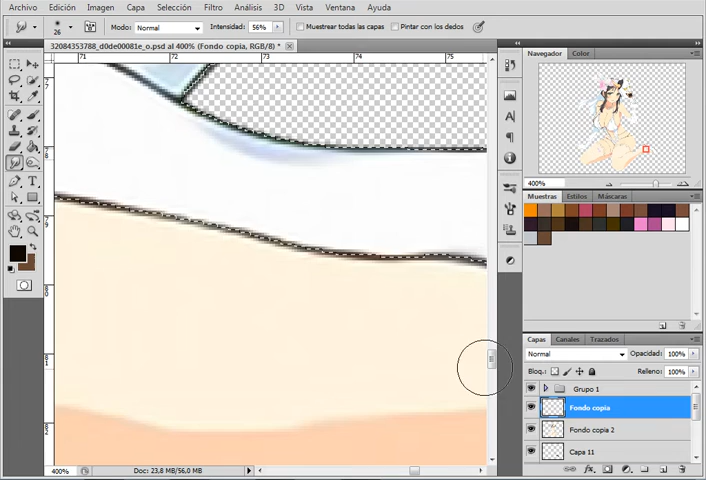 Archivo Edición Imagen Capa Selección Filtro Análisis 3D Vista Ventana Ayuda
26 Modo: Normal Intensidad: 56% Muestrear todas las capas Pintar con los dedos
32084353788_d0de00081e_o.psd al 400% (Fondo copia, RGB/8) *
71 72 73 74 75
Navegador Color
400%
Muestras Estilos Máscaras
Capas Canales Trazados
Normal Opacidad: 100%
Bloq.: Relleno: 100%
Grupo 1
Fondo copia
Fondo copia 2
Capa 11
400% Doc: 23,8 MB/56,0 MB